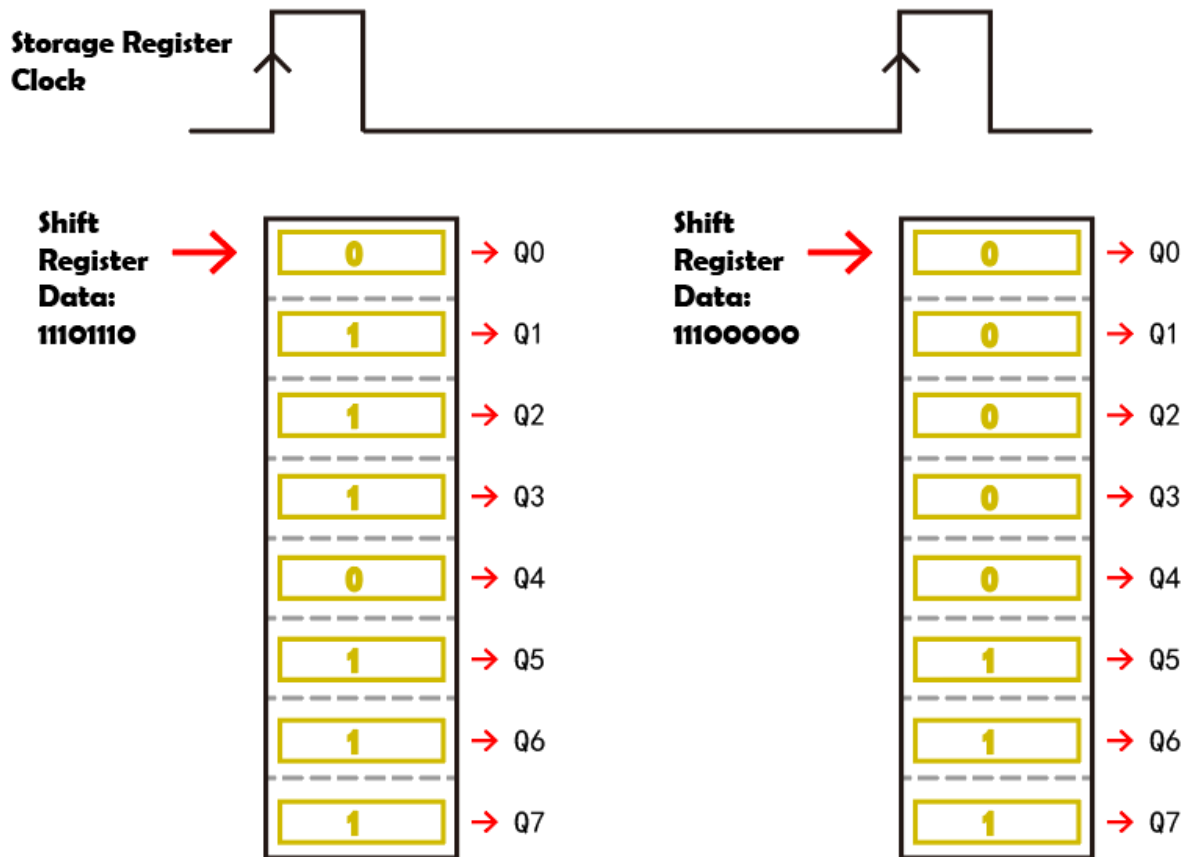 Storage Register
Clock
Shift
Register
Data:
11101110
0
Q0
1
Q1
1
Q2
1
Q3
0
Q4
1
Q5
1
Q6
1
Q7
Shift
Register
Data:
11100000
0
Q0
0
Q1
0
Q2
0
Q3
0
Q4
1
Q5
1
Q6
1
Q7